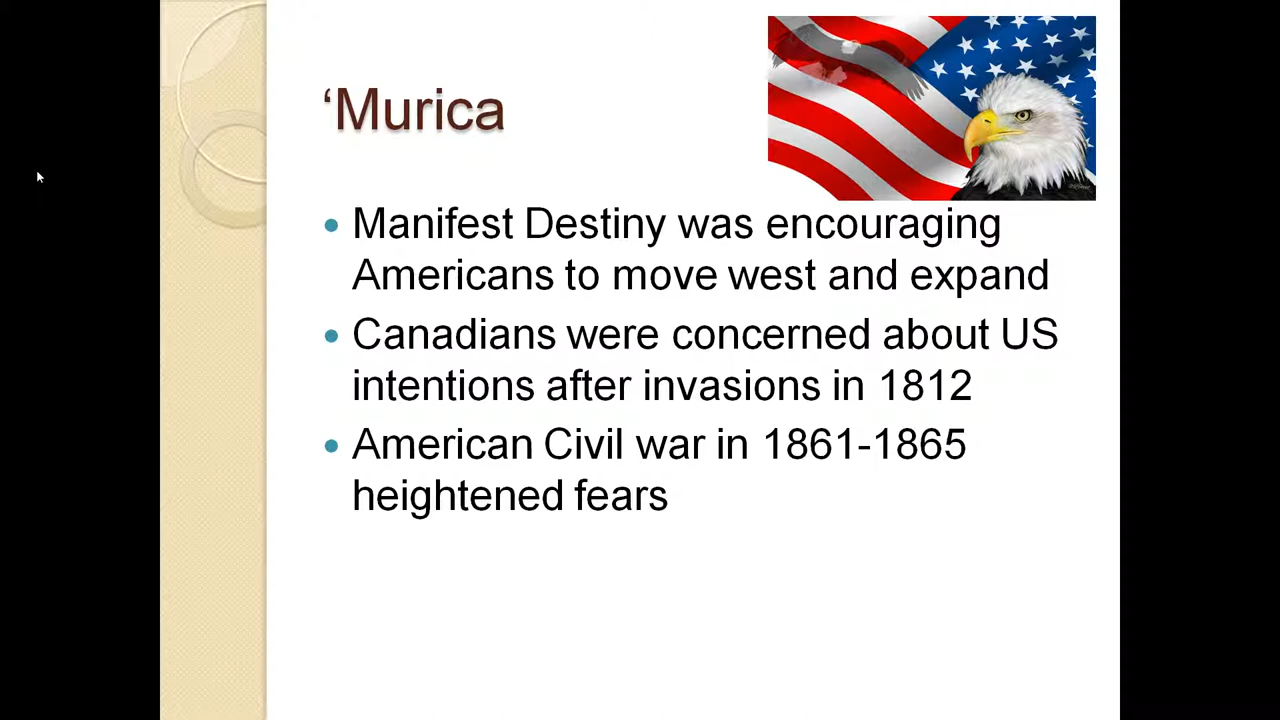 ‘Murica
• Manifest Destiny was encouraging
Americans to move west and expand
• Canadians were concerned about US
intentions after invasions in 1812
• American Civil war in 1861-1865
heightened fears